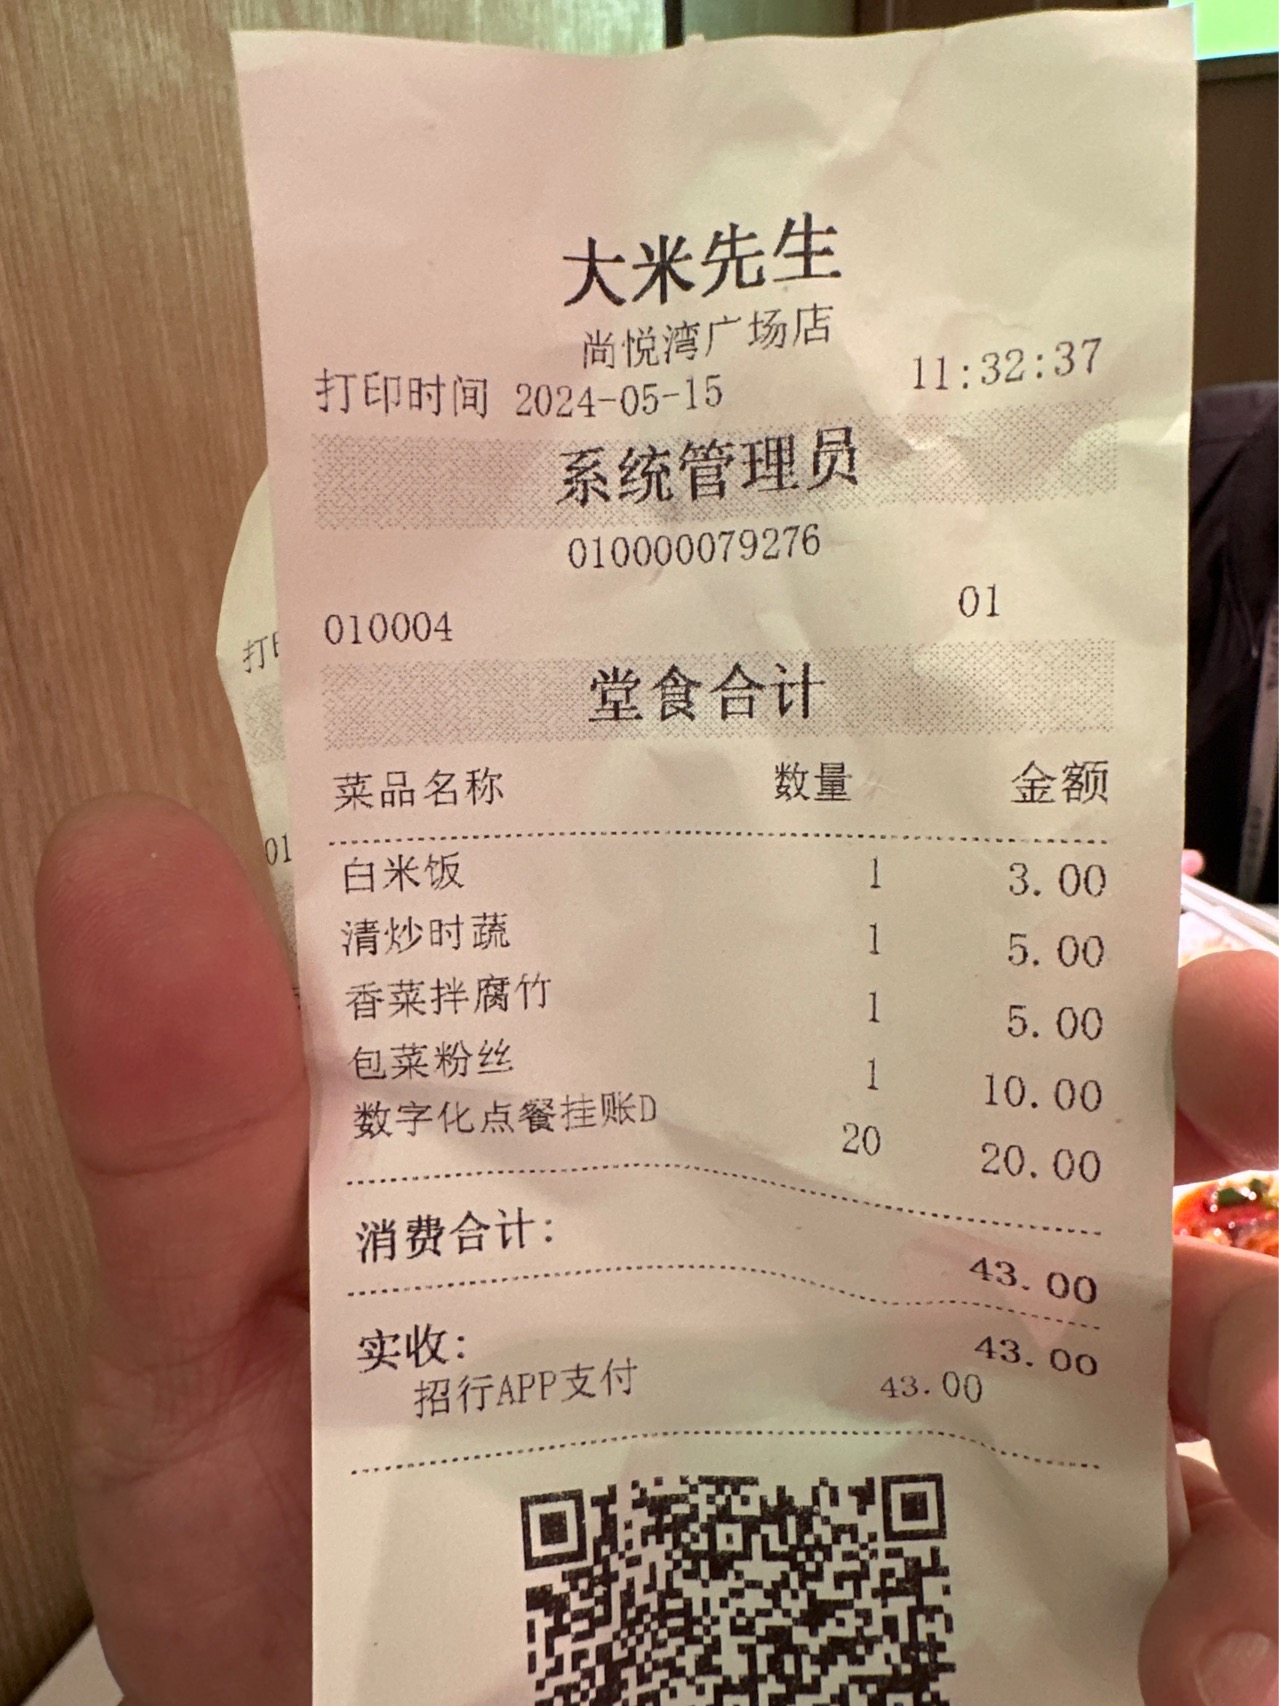 大米先生
尚悦湾广场店
打印时间 2024-05-15 11:32:37
系统管理员
010000079276
010004 01
堂食合计
菜品名称 数量 金额
白米饭 1 3.00
清炒时蔬 1 5.00
香菜拌腐竹 1 5.00
包菜粉丝 1 10.00
数字化点餐挂账D 20 20.00
消费合计: 43.00
实收: 43.00
招行APP支付 43.00
打
01